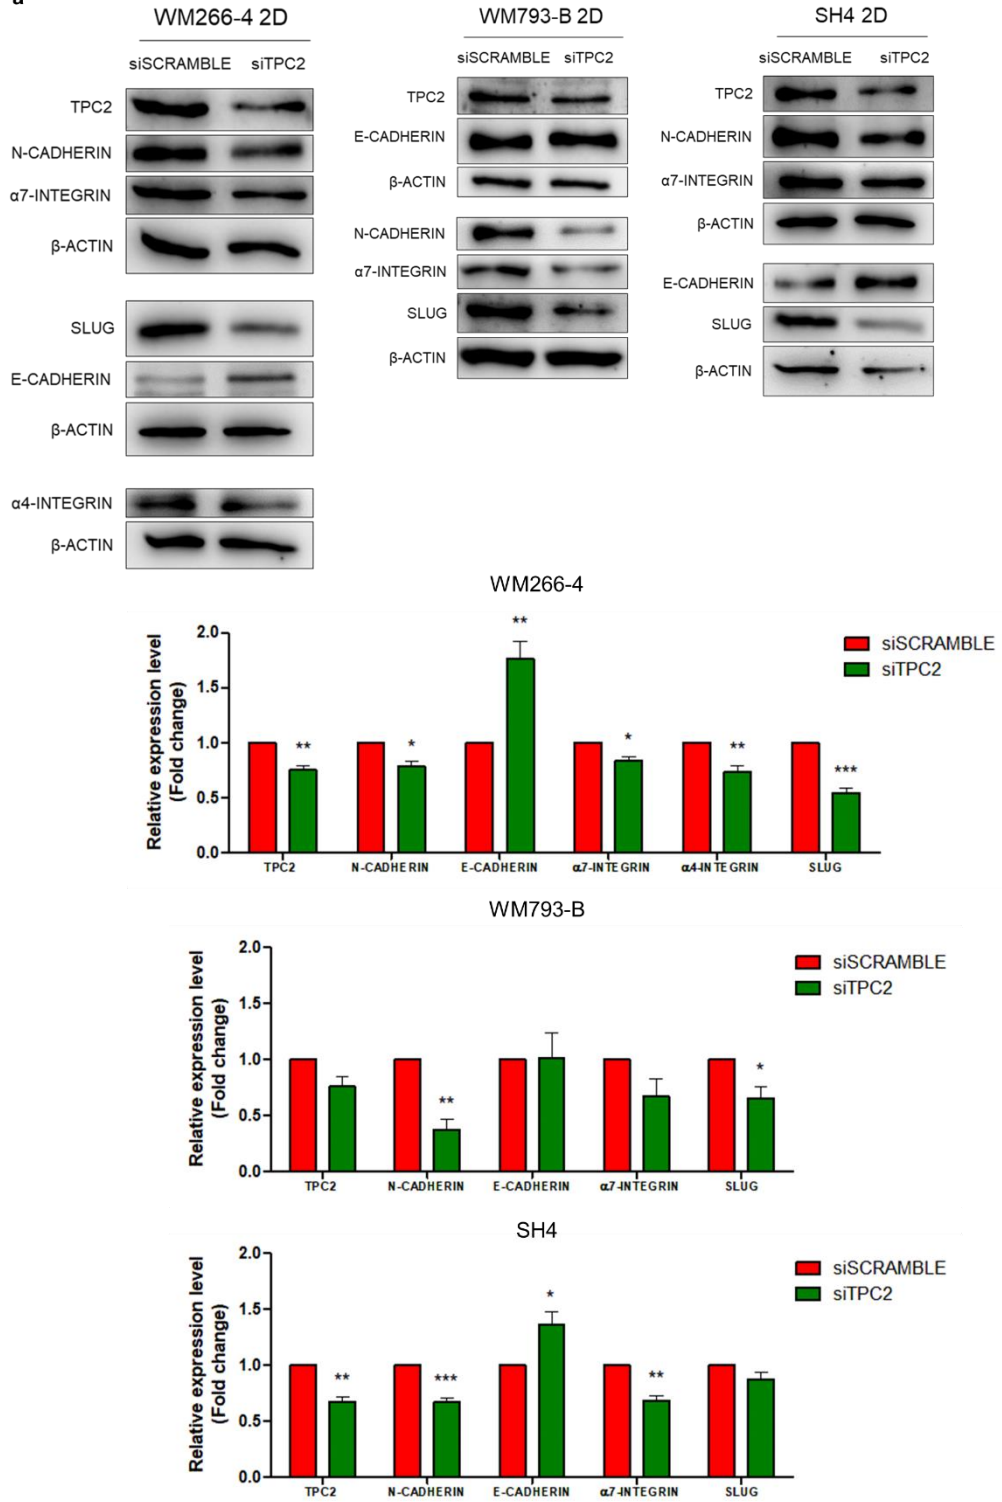 a
WM266-4 2D
siSCRAMBLE siTPC2
TPC2
N-CADHERIN
α7-INTEGRIN
β-ACTIN
SLUG
E-CADHERIN
β-ACTIN
α4-INTEGRIN
β-ACTIN
WM793-B 2D
siSCRAMBLE siTPC2
TPC2
E-CADHERIN
β-ACTIN
N-CADHERIN
α7-INTEGRIN
SLUG
β-ACTIN
SH4 2D
siSCRAMBLE siTPC2
TPC2
N-CADHERIN
α7-INTEGRIN
β-ACTIN
E-CADHERIN
SLUG
β-ACTIN
WM266-4
Relative expression level
(Fold change)
2.0
1.5
1.0
0.5
0.0
** * ** * ** ***
TPC2 N-CADHERIN E-CADHERIN α7-INTEGRIN α4-INTEGRIN SLUG
siSCRAMBLE
siTPC2
WM793-B
Relative expression level
(Fold change)
2.0
1.5
1.0
0.5
0.0
** *
TPC2 N-CADHERIN E-CADHERIN α7-INTEGRIN SLUG
siSCRAMBLE
siTPC2
SH4
Relative expression level
(Fold change)
2.0
1.5
1.0
0.5
0.0
** *** * **
TPC2 N-CADHERIN E-CADHERIN α7-INTEGRIN SLUG
siSCRAMBLE
siTPC2